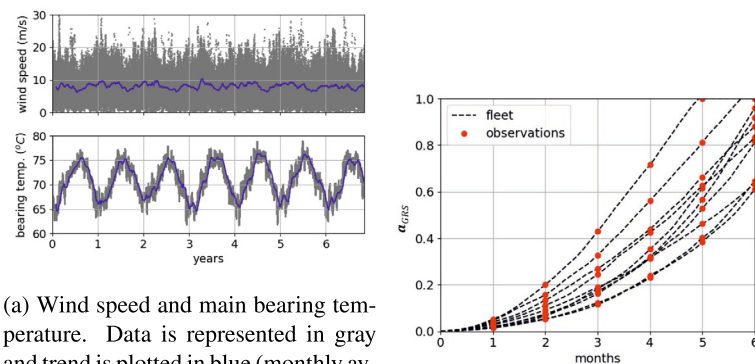 30
20
10
0
wind speed (m/s)
80
75
70
65
60
bearing temp. (°C)
0 1 2 3 4 5 6
years
(a) Wind speed and main bearing tem-
perature. Data is represented in gray
and trend is plotted in blue (monthly av-
1.0
0.8
0.6
0.4
0.2
0.0
a_GRS
fleet
observations
0 1 2 3 4 5
months